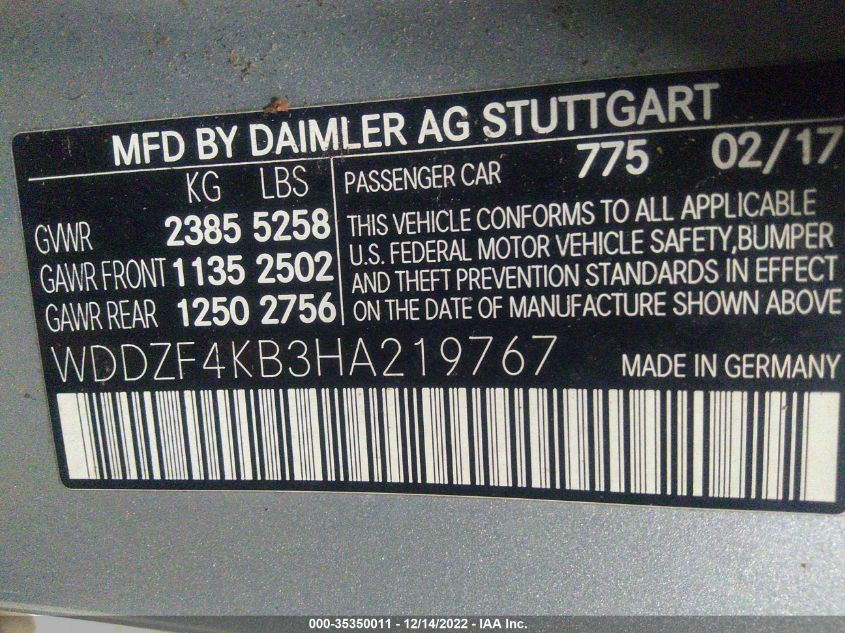 MFD BY DAIMLER AG STUTTGART
KG LBS
GVWR 2385 5258
GAWR FRONT 1135 2502
GAWR REAR 1250 2756
PASSENGER CAR 775 02/17
THIS VEHICLE CONFORMS TO ALL APPLICABLE
U.S. FEDERAL MOTOR VEHICLE SAFETY,BUMPER
AND THEFT PREVENTION STANDARDS IN EFFECT
ON THE DATE OF MANUFACTURE SHOWN ABOVE
WDDZF4KB3HA219767 MADE IN GERMANY
000-35350011 - 12/14/2022 - IAA Inc.